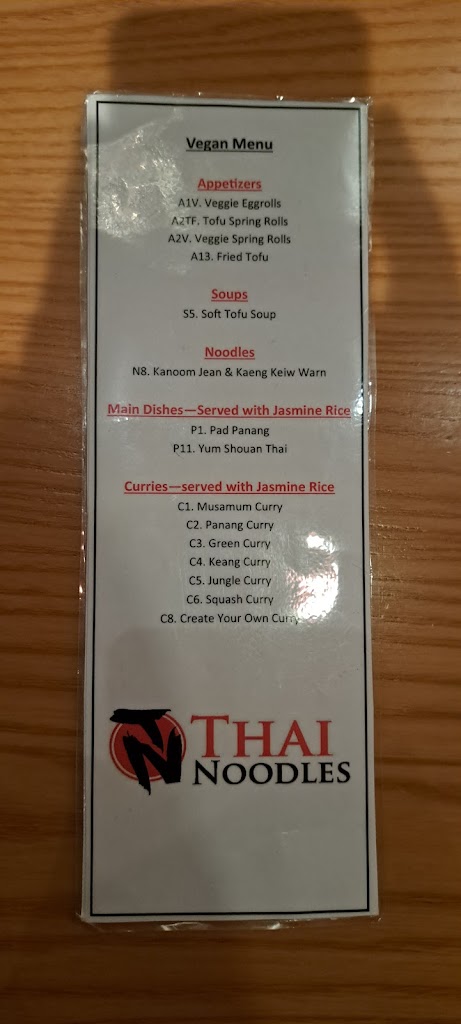 Vegan Menu
Appetizers
A1V. Veggie Eggrolls
A2TF. Tofu Spring Rolls
A2V. Veggie Spring Rolls
A13. Fried Tofu
Soups
S5. Soft Tofu Soup
Noodles
N8. Kanoom Jean & Kaeng Keiw Warn
Main Dishes—Served with Jasmine Rice
P1. Pad Panang
P11. Yum Shouan Thai
Curries—served with Jasmine Rice
C1. Musamum Curry
C2. Panang Curry
C3. Green Curry
C4. Keang Curry
C5. Jungle Curry
C6. Squash Curry
C8. Create Your Own Curry
TN THAI
NOODLES